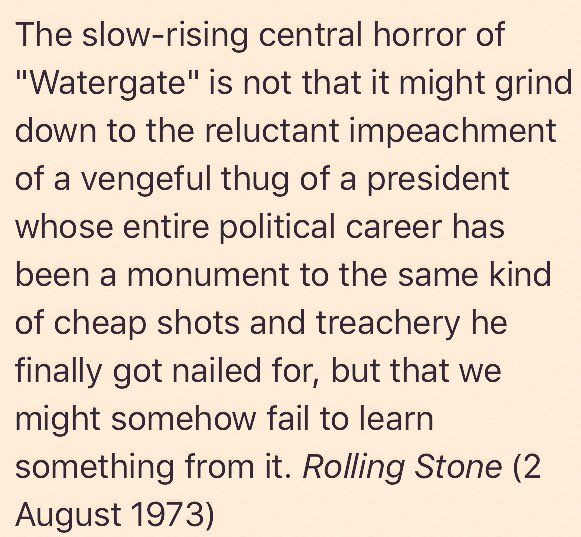 The slow-rising central horror of
"Watergate" is not that it might grind
down to the reluctant impeachment
of a vengeful thug of a president
whose entire political career has
been a monument to the same kind
of cheap shots and treachery he
finally got nailed for, but that we
might somehow fail to learn
something from it. Rolling Stone (2
August 1973)